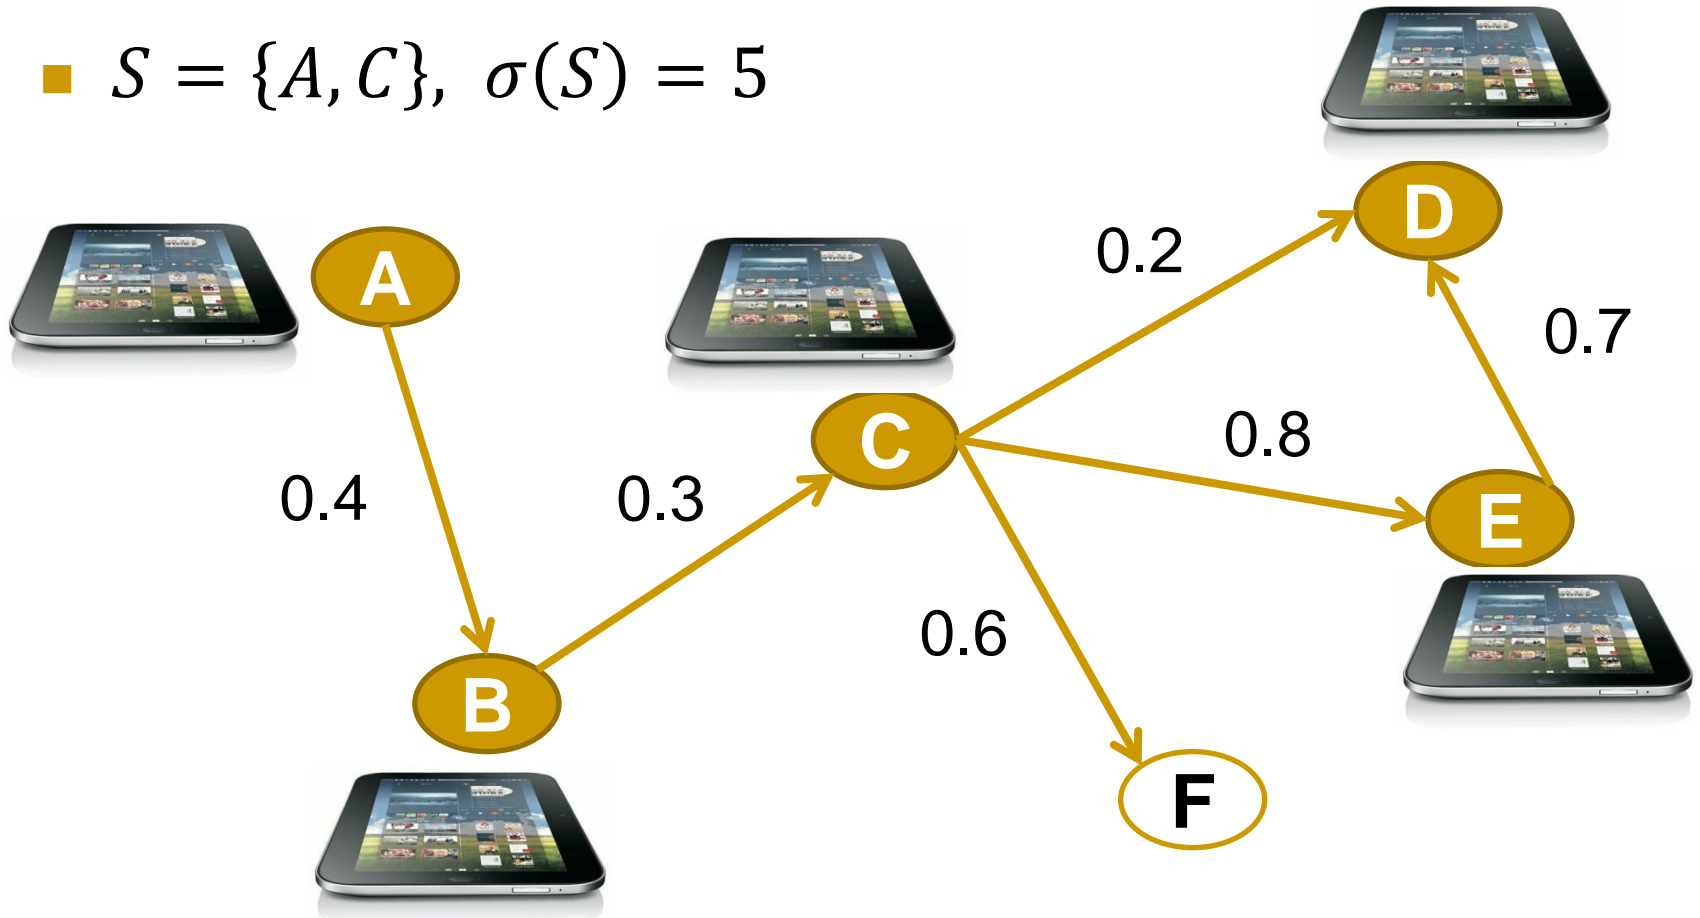 ■ S = {A, C}, σ(S) = 5
D
0.2
A
0.7
C
0.8
0.4
0.3
E
0.6
B
F